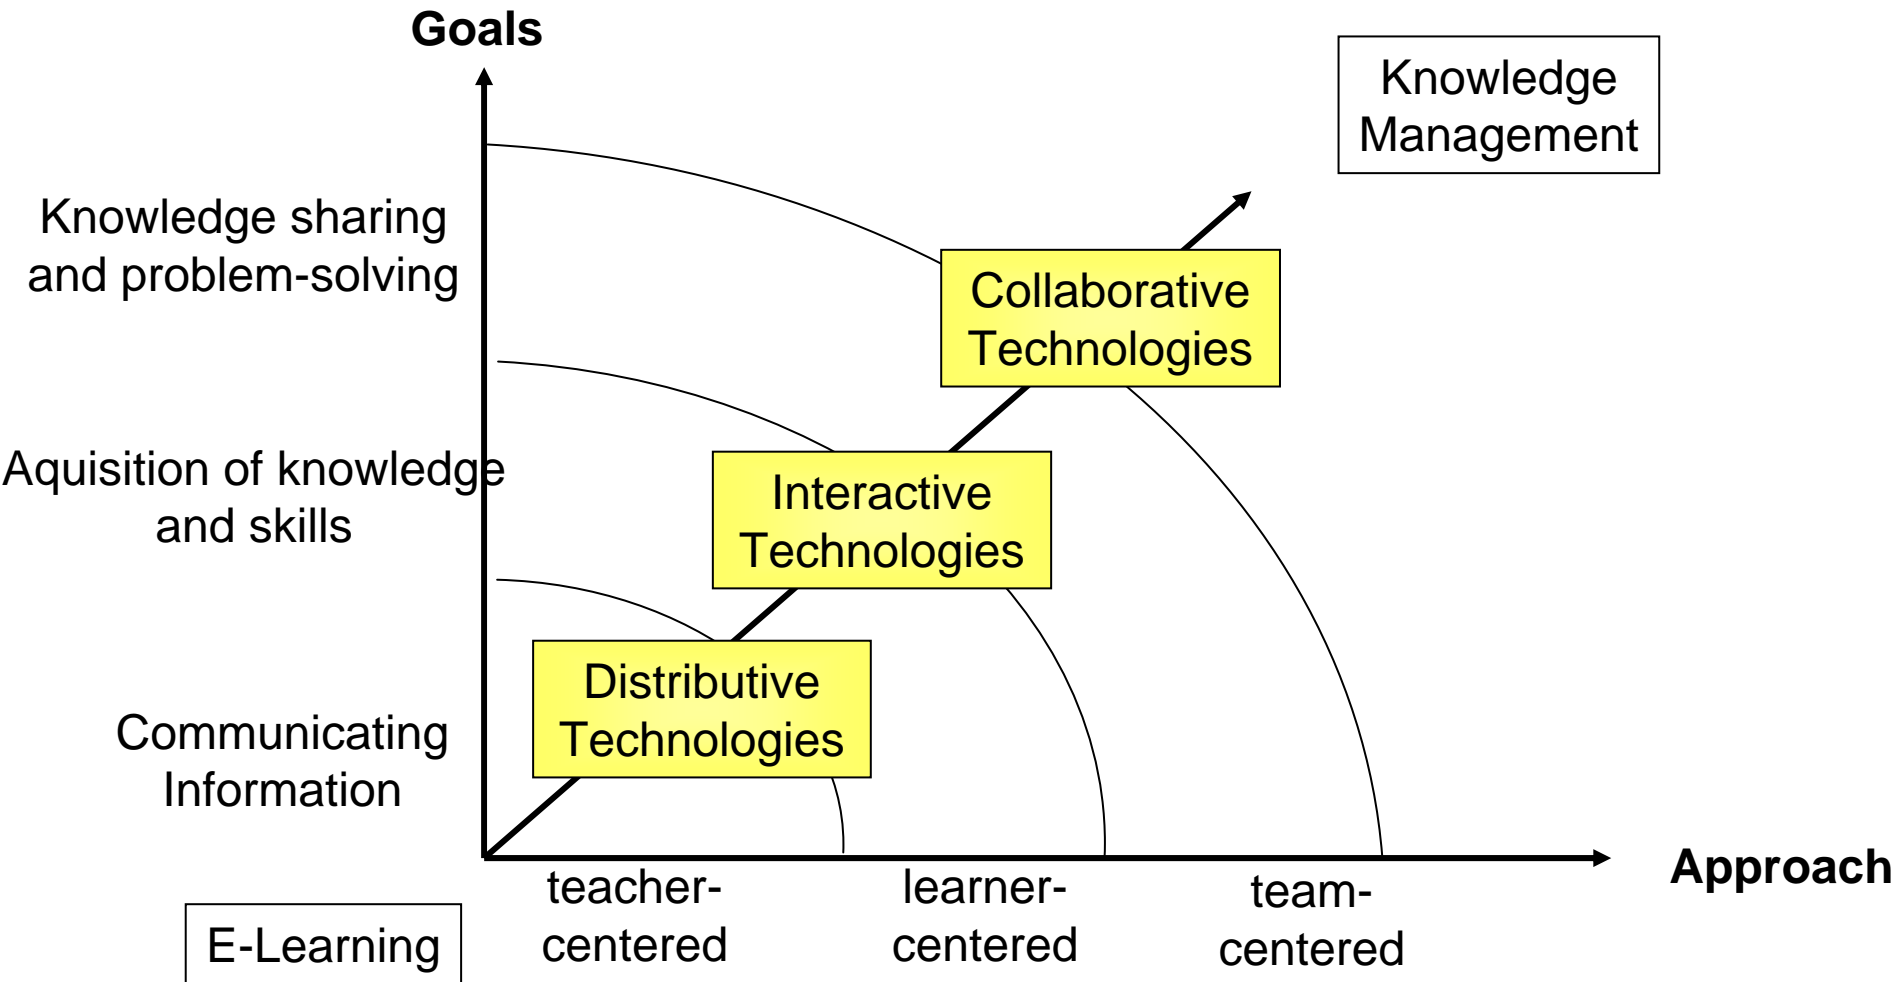 Goals
Knowledge
Management
Knowledge sharing
and problem-solving
Collaborative
Technologies
Aquisition of knowledge
and skills
Interactive
Technologies
Distributive
Technologies
Communicating
Information
Approach
teacher-
centered
learner-
centered
team-
centered
E-Learning